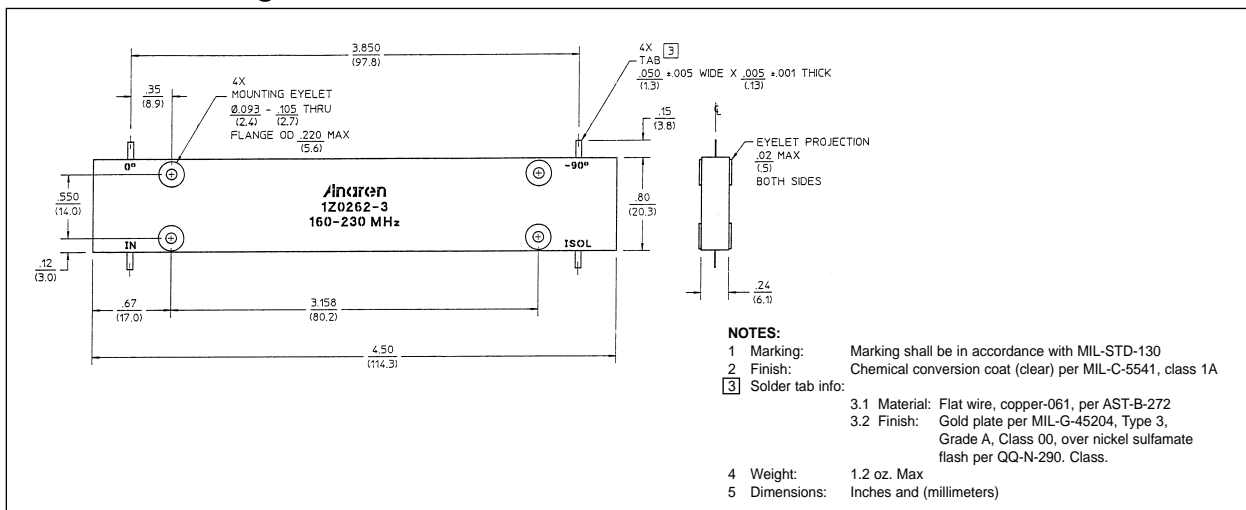 3.850
(97.8)
.35
(8.9)
4X
MOUNTING EYELET
Ø.093 - .105 THRU
(2.4) (2.7)
FLANGE OD .220 MAX
(5.6)
4X 3
TAB
.050 ±.005 WIDE X .005 ±.001 THICK
(1.3) (.13)
.15
(3.8)
℄
EYELET PROJECTION
.02 MAX
(.5)
BOTH SIDES
0°
-90°
Anaren
1Z0262-3
160-230 MHz
.550
(14.0)
.80
(20.3)
IN
ISOL
.12
(3.0)
.67
(17.0)
3.158
(80.2)
.24
(6.1)
4.50
(114.3)
NOTES:
1 Marking: Marking shall be in accordance with MIL-STD-130
2 Finish: Chemical conversion coat (clear) per MIL-C-5541, class 1A
3 Solder tab info:
3.1 Material: Flat wire, copper-061, per AST-B-272
3.2 Finish: Gold plate per MIL-G-45204, Type 3,
Grade A, Class 00, over nickel sulfamate
flash per QQ-N-290. Class.
4 Weight: 1.2 oz. Max
5 Dimensions: Inches and (millimeters)